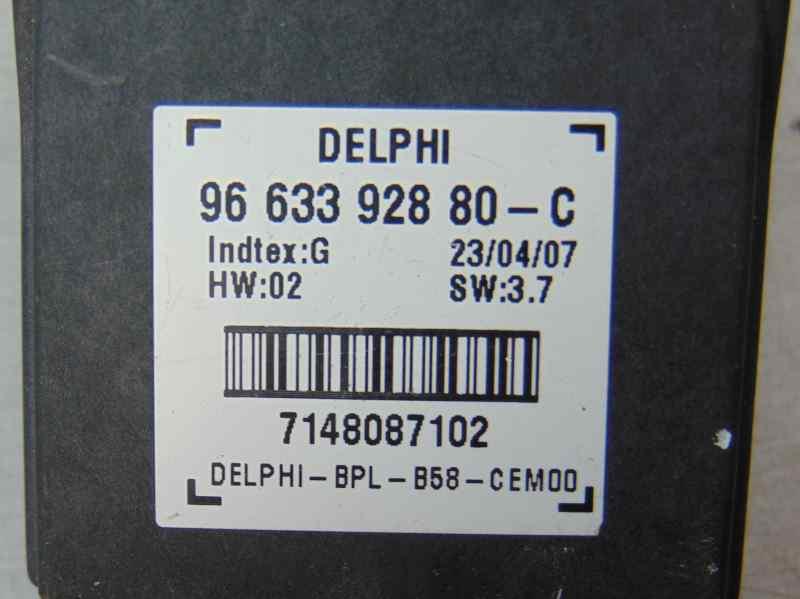 DELPHI
96 633 928 80-C
Indtex:G 23/04/07
HW:02 SW:3.7
7148087102
DELPHI-BPL-B58-CEM00